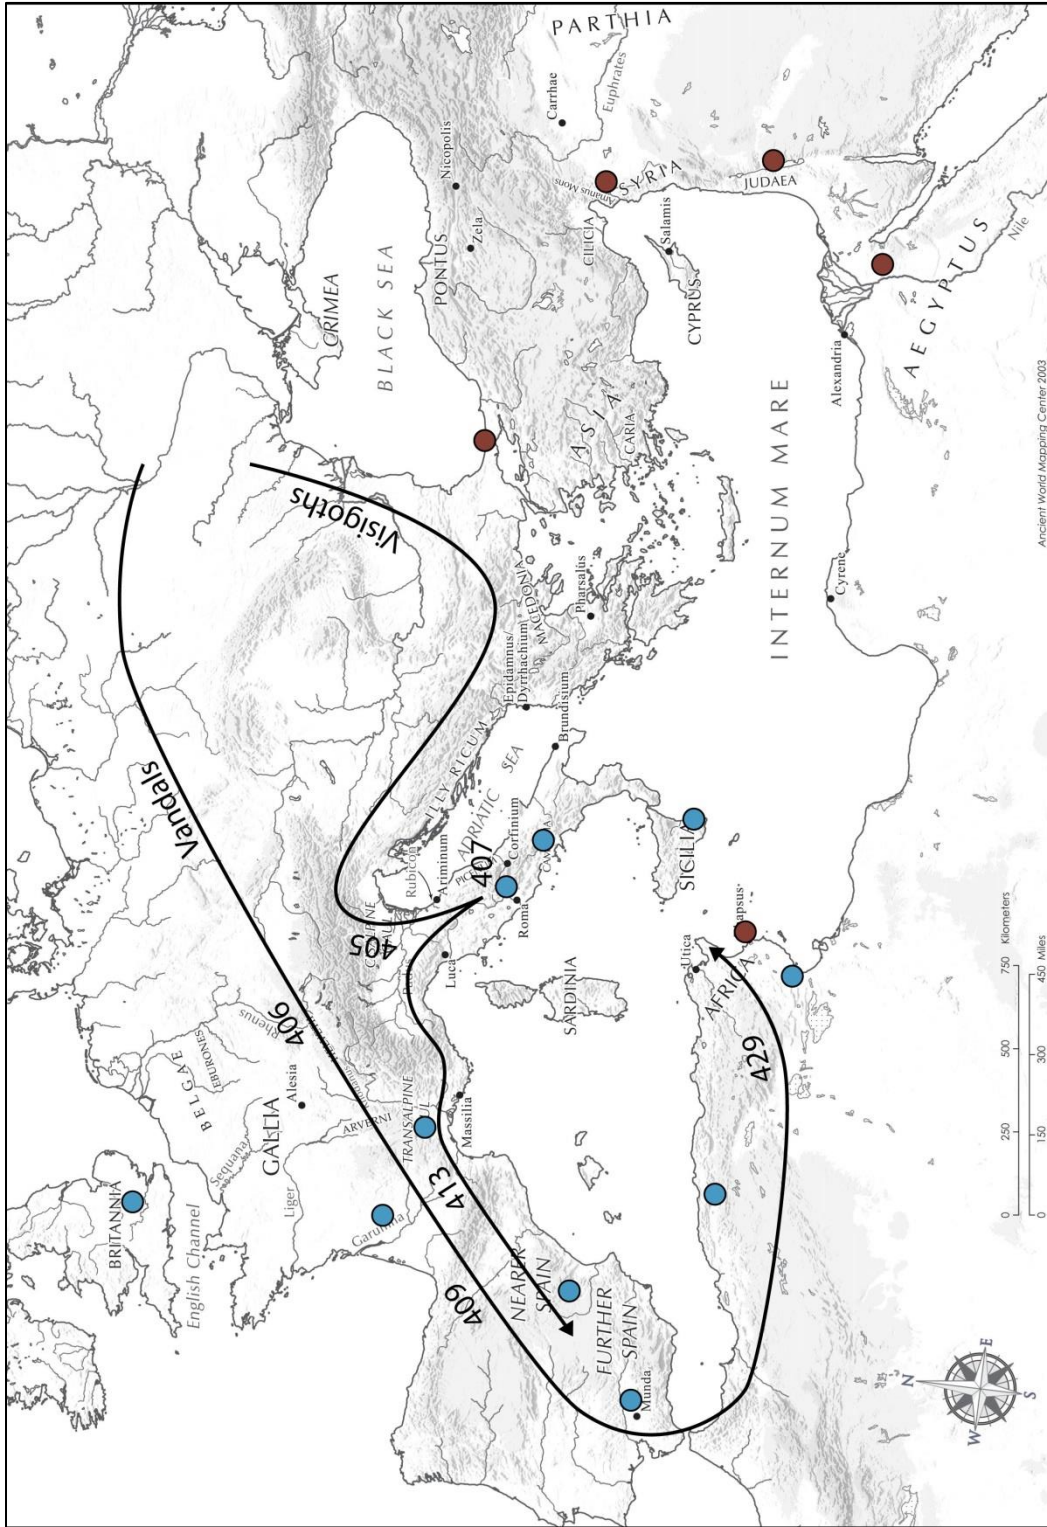 BRITANNIA
English Channel
BELGAE
EBURONES
Rhenus
Sequana
GALLIA
Alesia
Liger
ARVERNI
TRANSALPINE
Garumna
Massilia
NEARER
SPAIN
FURTHER
SPAIN
Munda
Vandals
406
409
413
429
Visigoths
405
407
Rubicon
Ariminum
Luca
Corfinium
Roma
ILLYRICUM
ADRIATIC
SEA
Epidamnus/
Dyrrhachium
Brundisium
MACEDONIA
Pharsalus
SARDINIA
SICILIA
Utica
AFRICA
CRIMEA
BLACK SEA
PONTUS
Nicopolis
Zela
ASIA
CARIA
CILICIA
Amanus Mons
SYRIA
Carrhae
Euphrates
PARTHIA
CYPRUS
Salamis
JUDAEA
INTERNUM MARE
Cyrene
Alexandria
AEGYPTUS
Nile
0 250 500 750 Kilometers
0 150 300 450 Miles
N
E
S
W
Ancient World Mapping Center 2003